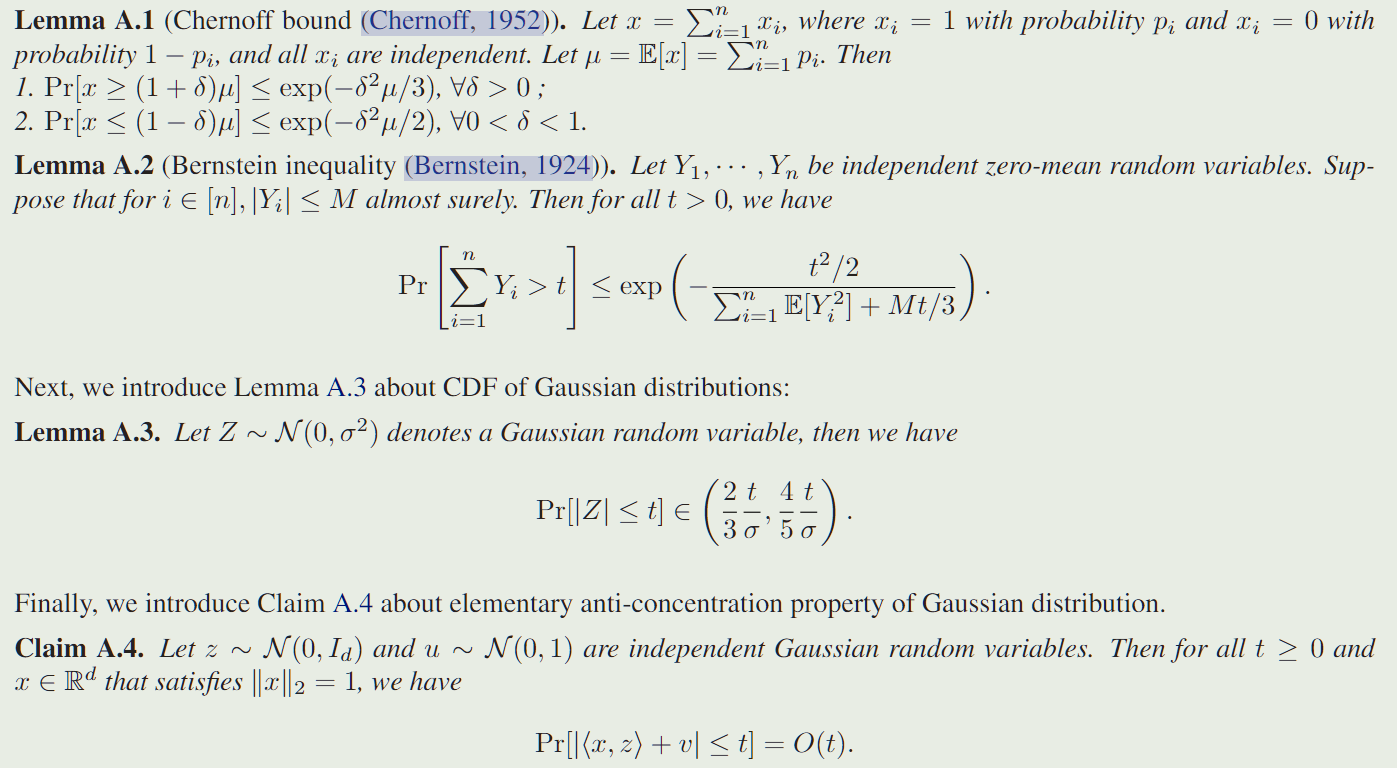 Lemma A.1 (Chernoff bound (Chernoff, 1952)). Let $x = \sum_{i=1}^{n} x_i$, where $x_i = 1$ with probability $p_i$ and $x_i = 0$ with
probability $1 - p_i$, and all $x_i$ are independent. Let $\mu = \mathbb{E}[x] = \sum_{i=1}^{n} p_i$. Then
1. $\Pr[x \geq (1 + \delta)\mu] \leq \exp(-\delta^2\mu/3)$, $\forall \delta > 0$ ;
2. $\Pr[x \leq (1 - \delta)\mu] \leq \exp(-\delta^2\mu/2)$, $\forall 0 < \delta < 1$.
Lemma A.2 (Bernstein inequality (Bernstein, 1924)). Let $Y_1, \cdots, Y_n$ be independent zero-mean random variables. Sup-
pose that for $i \in [n], |Y_i| \leq M$ almost surely. Then for all $t > 0$, we have
$\Pr\left[\sum_{i=1}^{n} Y_i > t\right] \leq \exp\left(-\frac{t^2/2}{\sum_{i=1}^{n} \mathbb{E}[Y_i^2] + Mt/3}\right).$
Next, we introduce Lemma A.3 about CDF of Gaussian distributions:
Lemma A.3. Let $Z \sim \mathcal{N}(0, \sigma^2)$ denotes a Gaussian random variable, then we have
$\Pr[|Z| \leq t] \in \left(\frac{2}{3}\frac{t}{\sigma}, \frac{4}{5}\frac{t}{\sigma}\right).$
Finally, we introduce Claim A.4 about elementary anti-concentration property of Gaussian distribution.
Claim A.4. Let $z \sim \mathcal{N}(0, I_d)$ and $u \sim \mathcal{N}(0, 1)$ are independent Gaussian random variables. Then for all $t \geq 0$ and
$x \in \mathbb{R}^d$ that satisfies $\|x\|_2 = 1$, we have
$\Pr[|\langle x, z \rangle + v| \leq t] = O(t).$